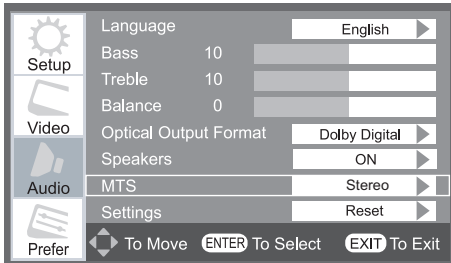 Setup
Video
Audio
Prefer
Language English
Bass 10
Treble 10
Balance 0
Optical Output Format Dolby Digital
Speakers ON
MTS Stereo
Settings Reset
To Move ENTER To Select EXIT To Exit